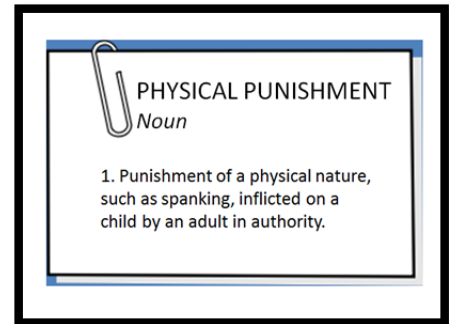 PHYSICAL PUNISHMENT
Noun
1. Punishment of a physical nature,
such as spanking, inflicted on a
child by an adult in authority.